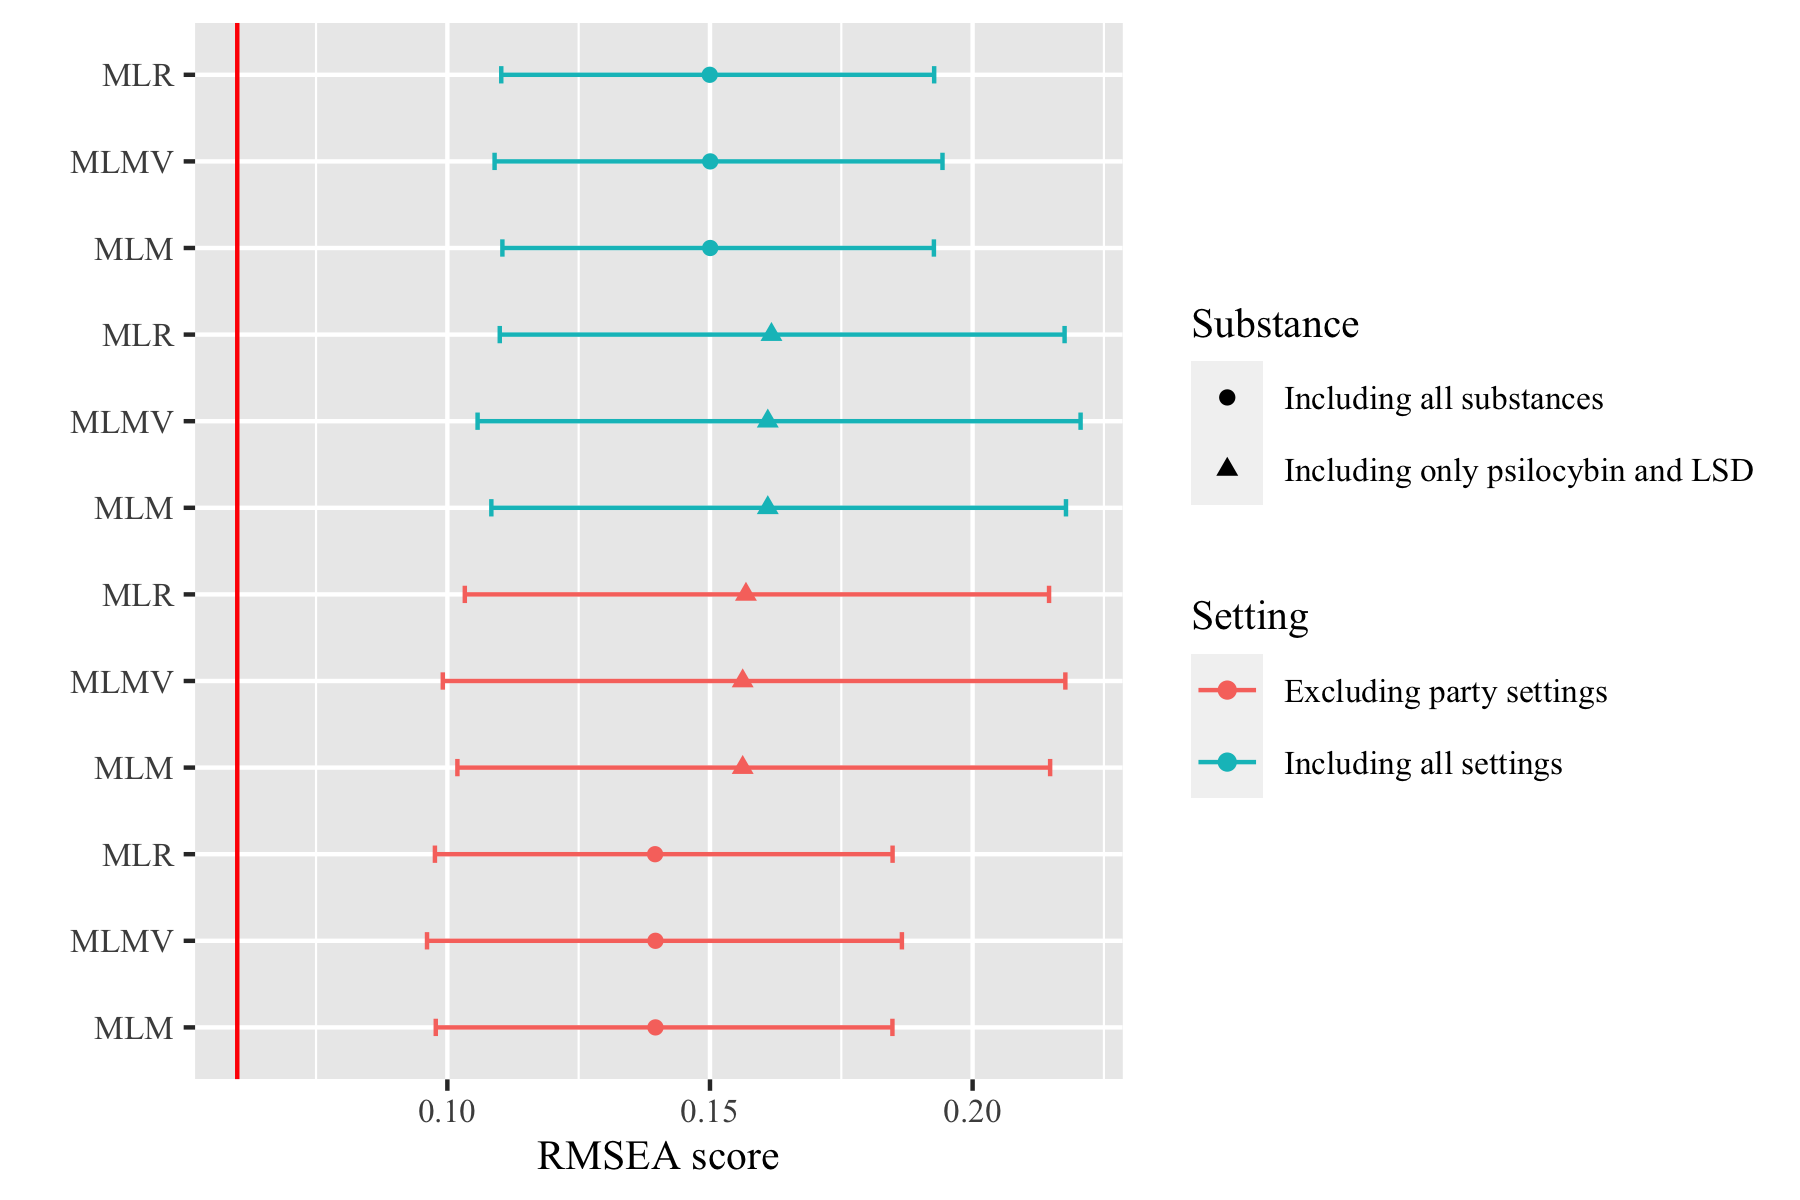 MLR
MLMV
MLM
MLR
MLMV
MLM
MLR
MLMV
MLM
MLR
MLMV
MLM
0.10 0.15 0.20
RMSEA score
Substance
Including all substances
Including only psilocybin and LSD
Setting
Excluding party settings
Including all settings